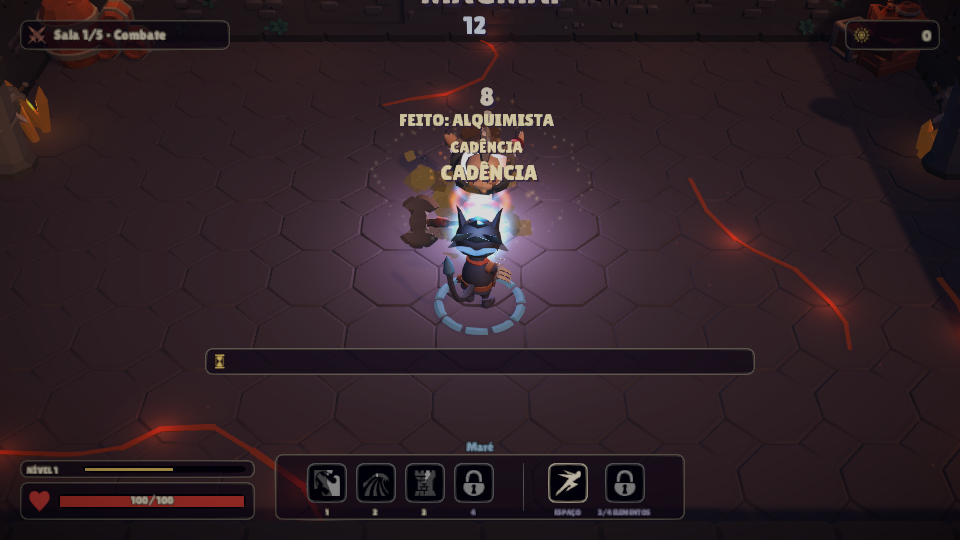 12
Sala 1/5 · Combate
0
8
FEITO: ALQUIMISTA
CADÊNCIA
CADÊNCIA
Maré
NÍVEL 1
100/100
1
2
3
4
ESPAÇO
3/4 ELEMENTOS